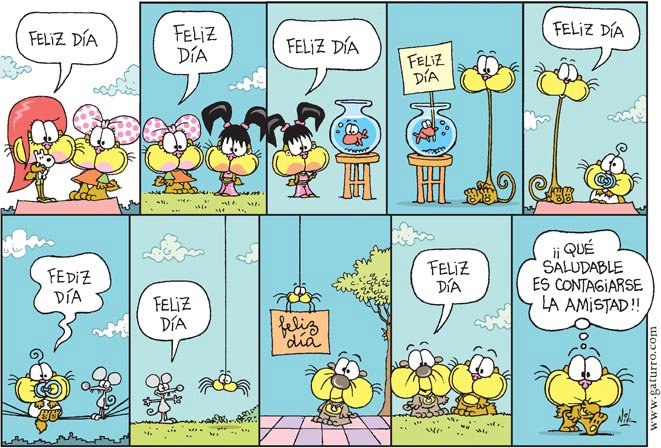 FELIZ DÍA
FELIZ
DÍA
FELIZ DÍA
FELIZ
DÍA
FELIZ DÍA
FEDIZ
DÍA
FELIZ
DÍA
feliz
día
FELIZ
DÍA
¡¡QUÉ
SALUDABLE
ES CONTAGIARSE
LA AMISTAD!!
Nik
www.gaturro.com